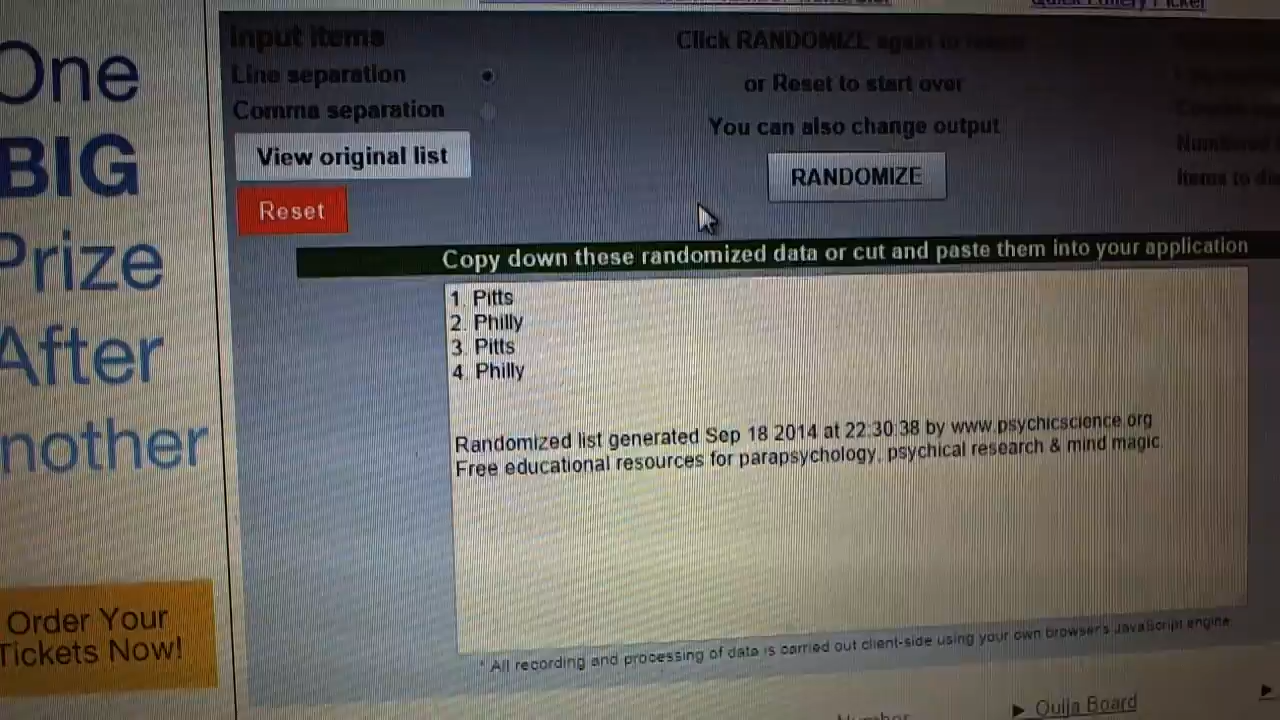 One
BIG
Prize
After
nother
Order Your
Tickets Now!
Input items
Line separation
Comma separation
View original list
Reset
Click RANDOMIZE again to
or Reset to start over
You can also change output
RANDOMIZE
Items to
Copy down these randomized data or cut and paste them into your application
1. Pitts
2. Philly
3. Pitts
4. Philly
Randomized list generated Sep 18 2014 at 22:30:38 by www.psychicscience.org
Free educational resources for parapsychology, psychical research & mind magic
* All recording and processing of data is carried out client-side using your own browser's JavaScript engine
Ouija Board